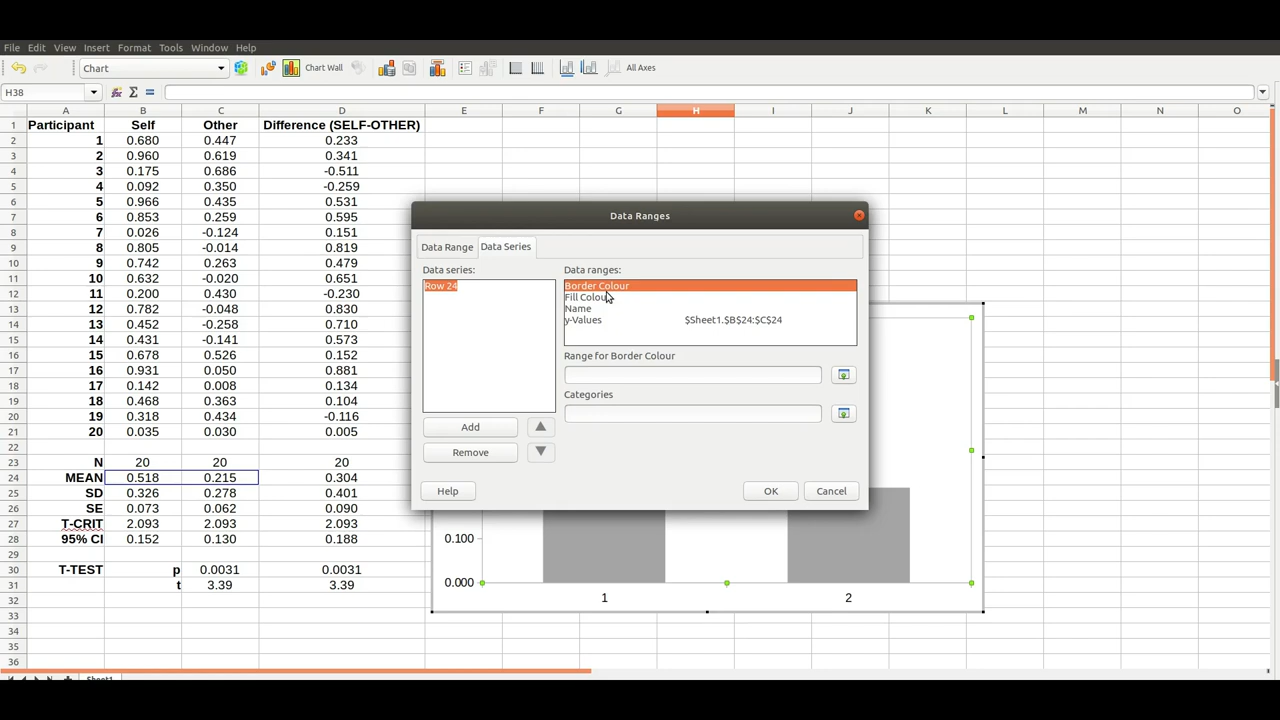 File Edit View Insert Format Tools Window Help
Chart Chart Wall All Axes
H38
A B C D E F G H I J K L M N O
1 Participant Self Other Difference (SELF-OTHER)
2 1 0.680 0.447 0.233
3 2 0.960 0.619 0.341
4 3 0.175 0.686 -0.511
5 4 0.092 0.350 -0.259
6 5 0.966 0.435 0.531
7 6 0.853 0.259 0.595
8 7 0.026 -0.124 0.151
9 8 0.805 -0.014 0.819
10 9 0.742 0.263 0.479
11 10 0.632 -0.020 0.651
12 11 0.200 0.430 -0.230
13 12 0.782 -0.048 0.830
14 13 0.452 -0.258 0.710
15 14 0.431 -0.141 0.573
16 15 0.678 0.526 0.152
17 16 0.931 0.050 0.881
18 17 0.142 0.008 0.134
19 18 0.468 0.363 0.104
20 19 0.318 0.434 -0.116
21 20 0.035 0.030 0.005
22
23 N 20 20 20
24 MEAN 0.518 0.215 0.304
25 SD 0.326 0.278 0.401
26 SE 0.073 0.062 0.090
27 T-CRIT 2.093 2.093 2.093
28 95% CI 0.152 0.130 0.188
29
30 T-TEST p 0.0031 0.0031
31 t 3.39 3.39
32
33
34
35
36
Data Ranges
Data Range Data Series
Data series: Data ranges:
Row 24 Border Colour
Fill Colour
Name
y-Values $Sheet1.$B$24:$C$24
Range for Border Colour
Categories
Add
Remove
Help OK Cancel
0.100
0.000
1 2
Sheet1